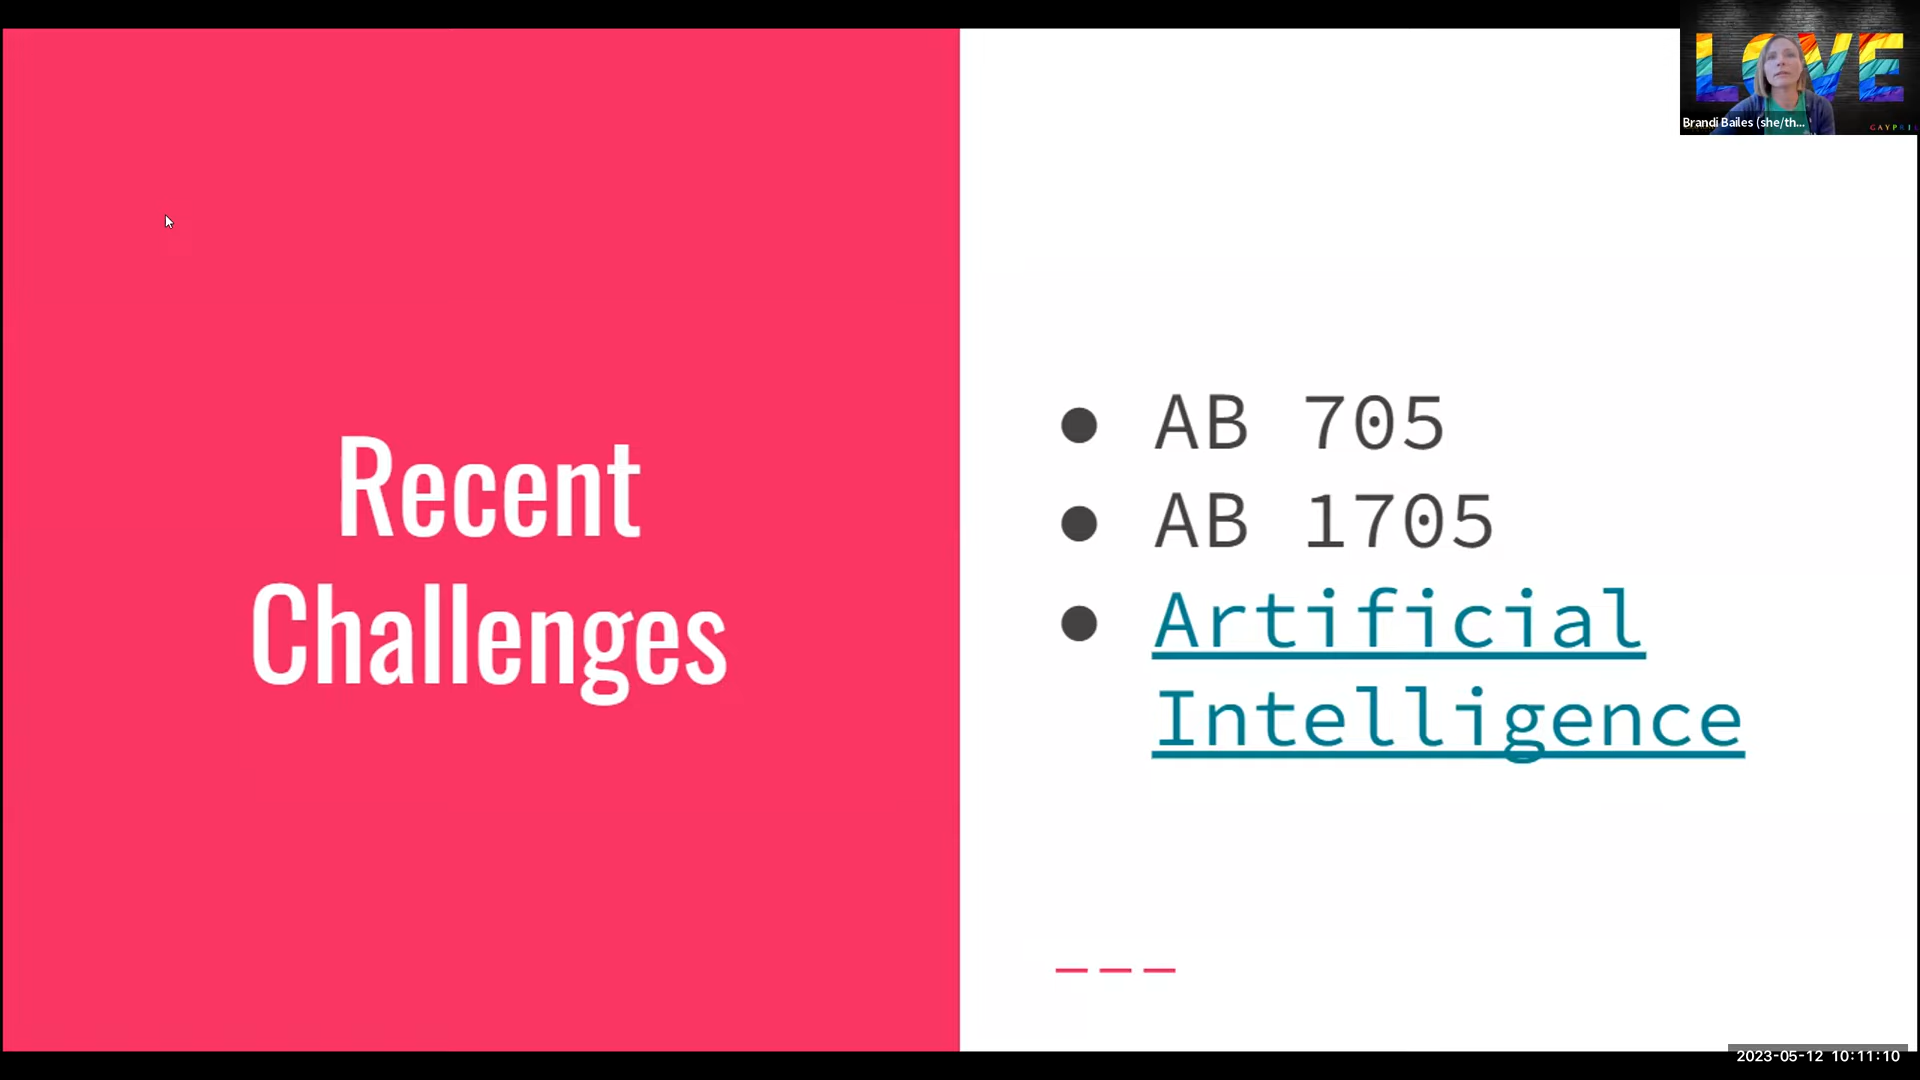 LOVE
Brandi Bailes (she/th...
Recent
Challenges
● AB 705
● AB 1705
● Artificial
Intelligence
2023-05-12 10:11:10